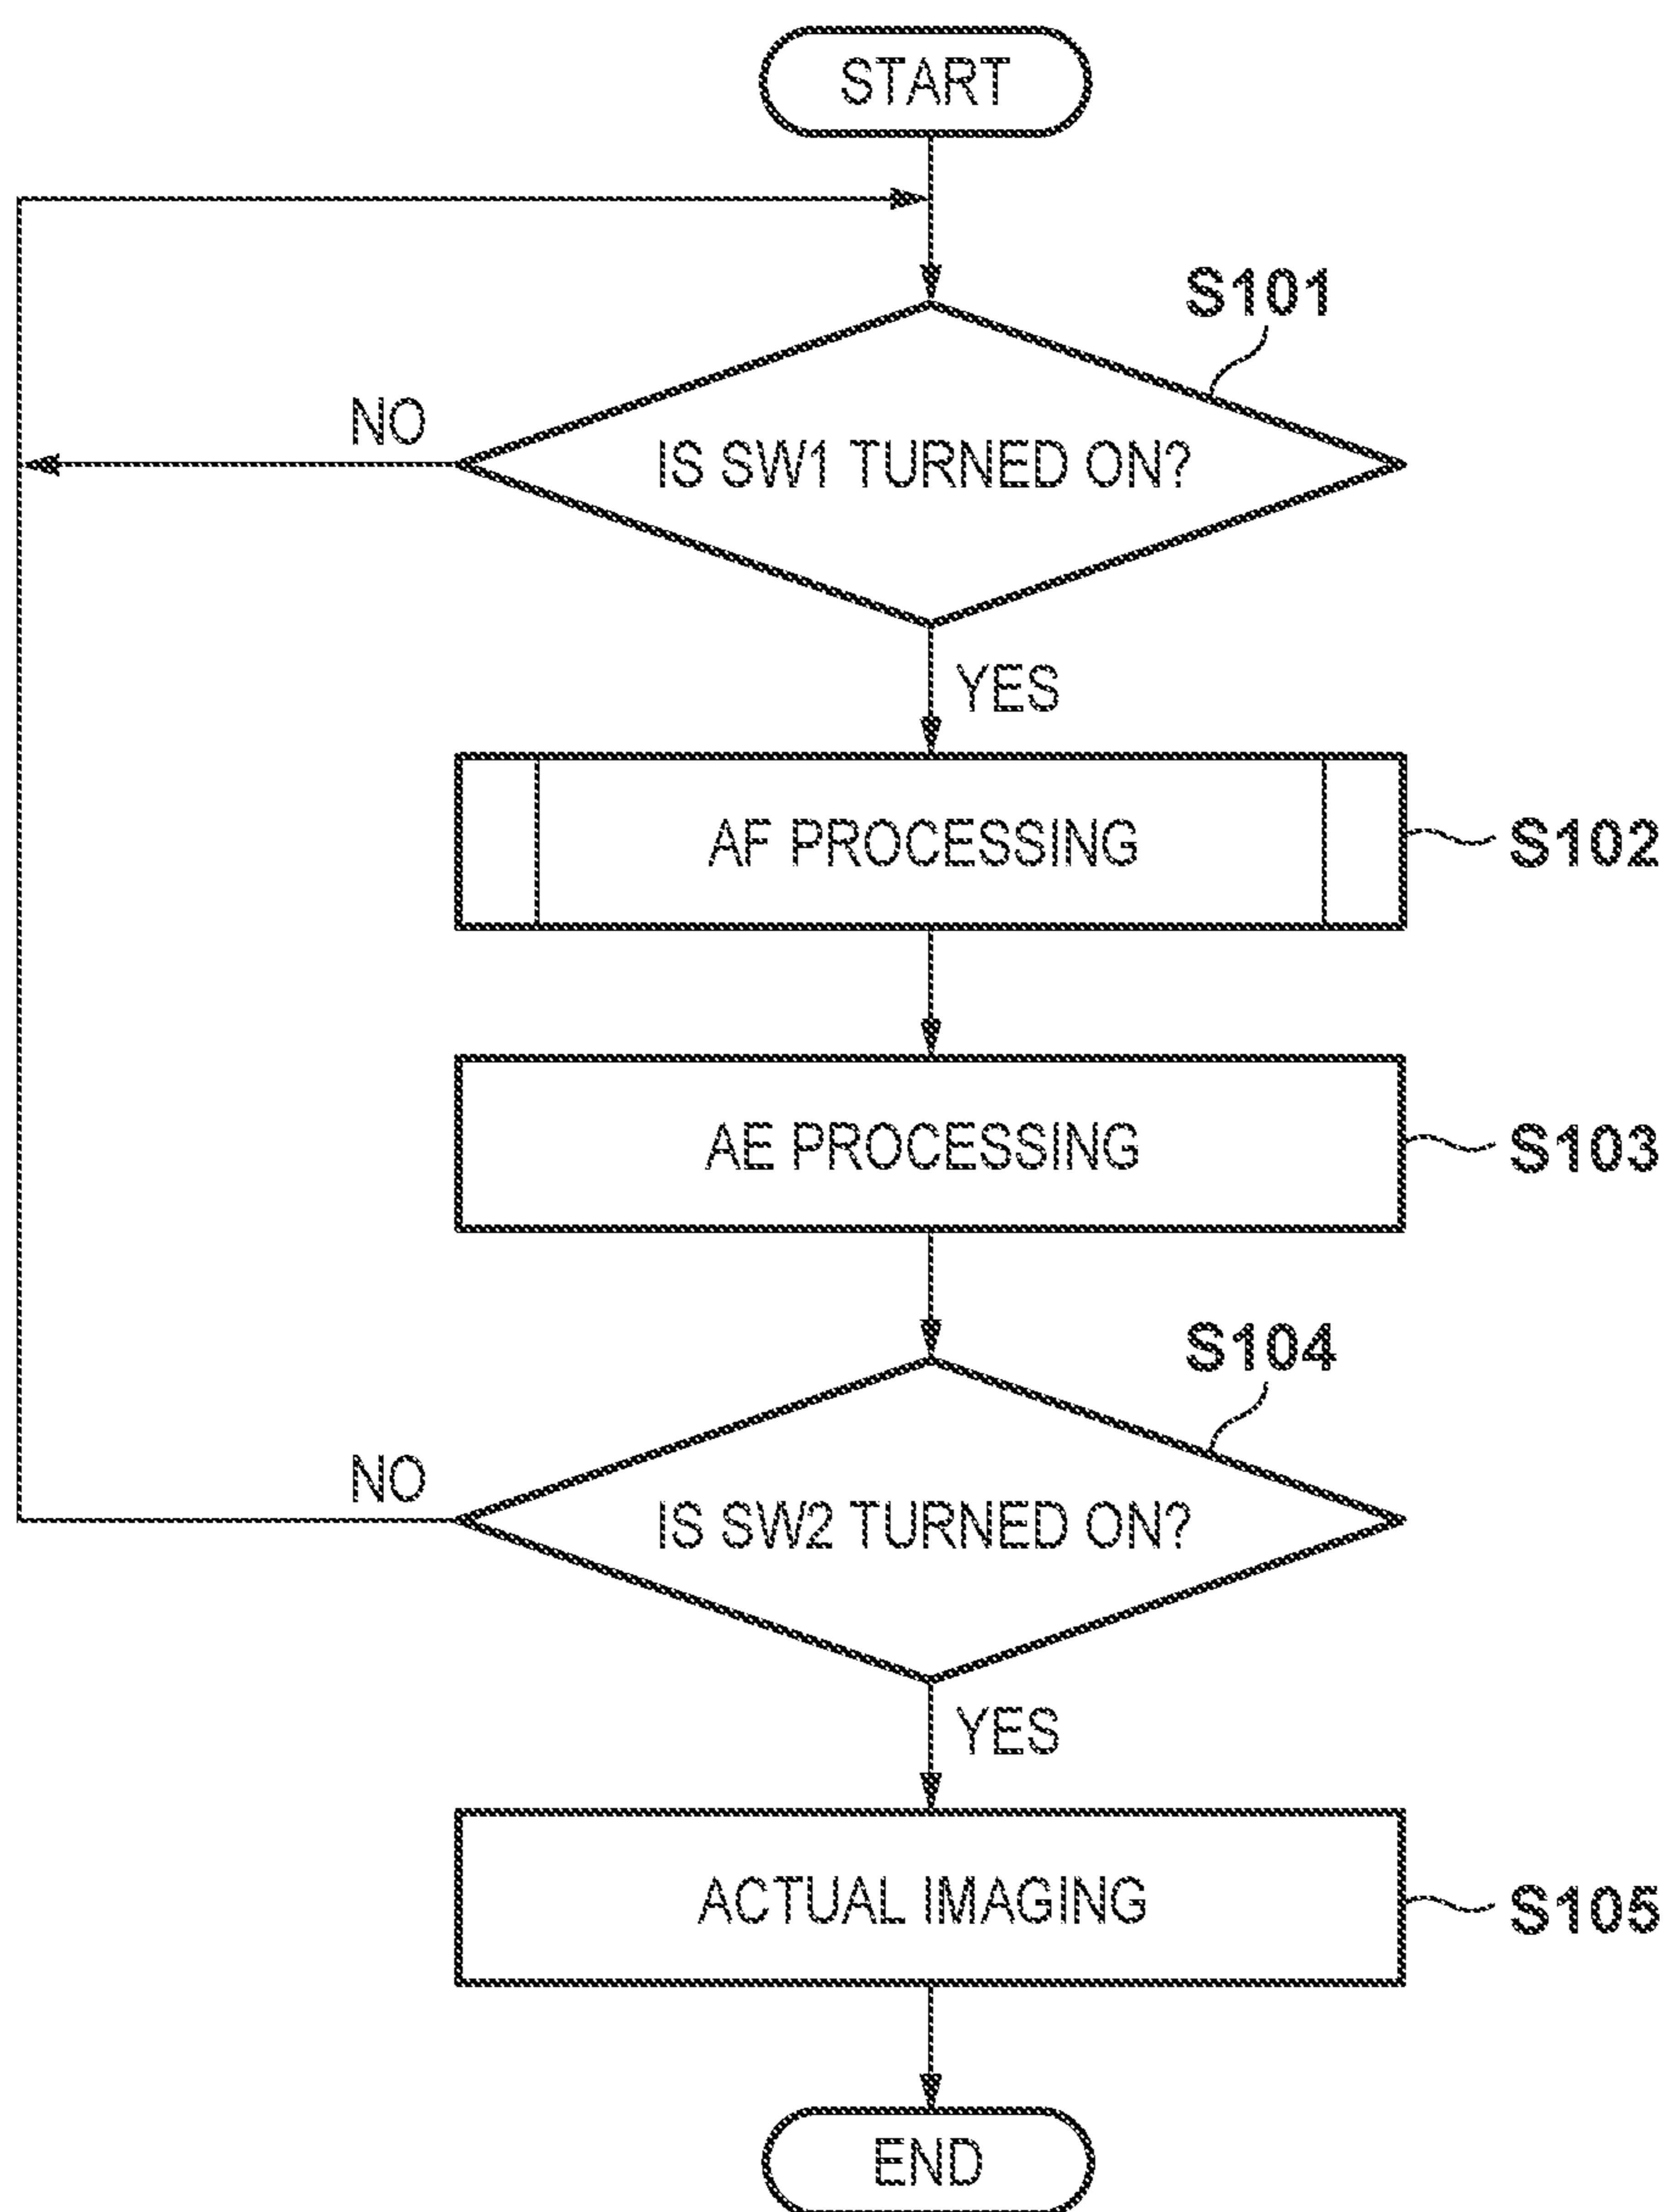 START
S101
NO
IS SW1 TURNED ON?
YES
AF PROCESSING
S102
AE PROCESSING
S103
S104
NO
IS SW2 TURNED ON?
YES
ACTUAL IMAGING
S105
END